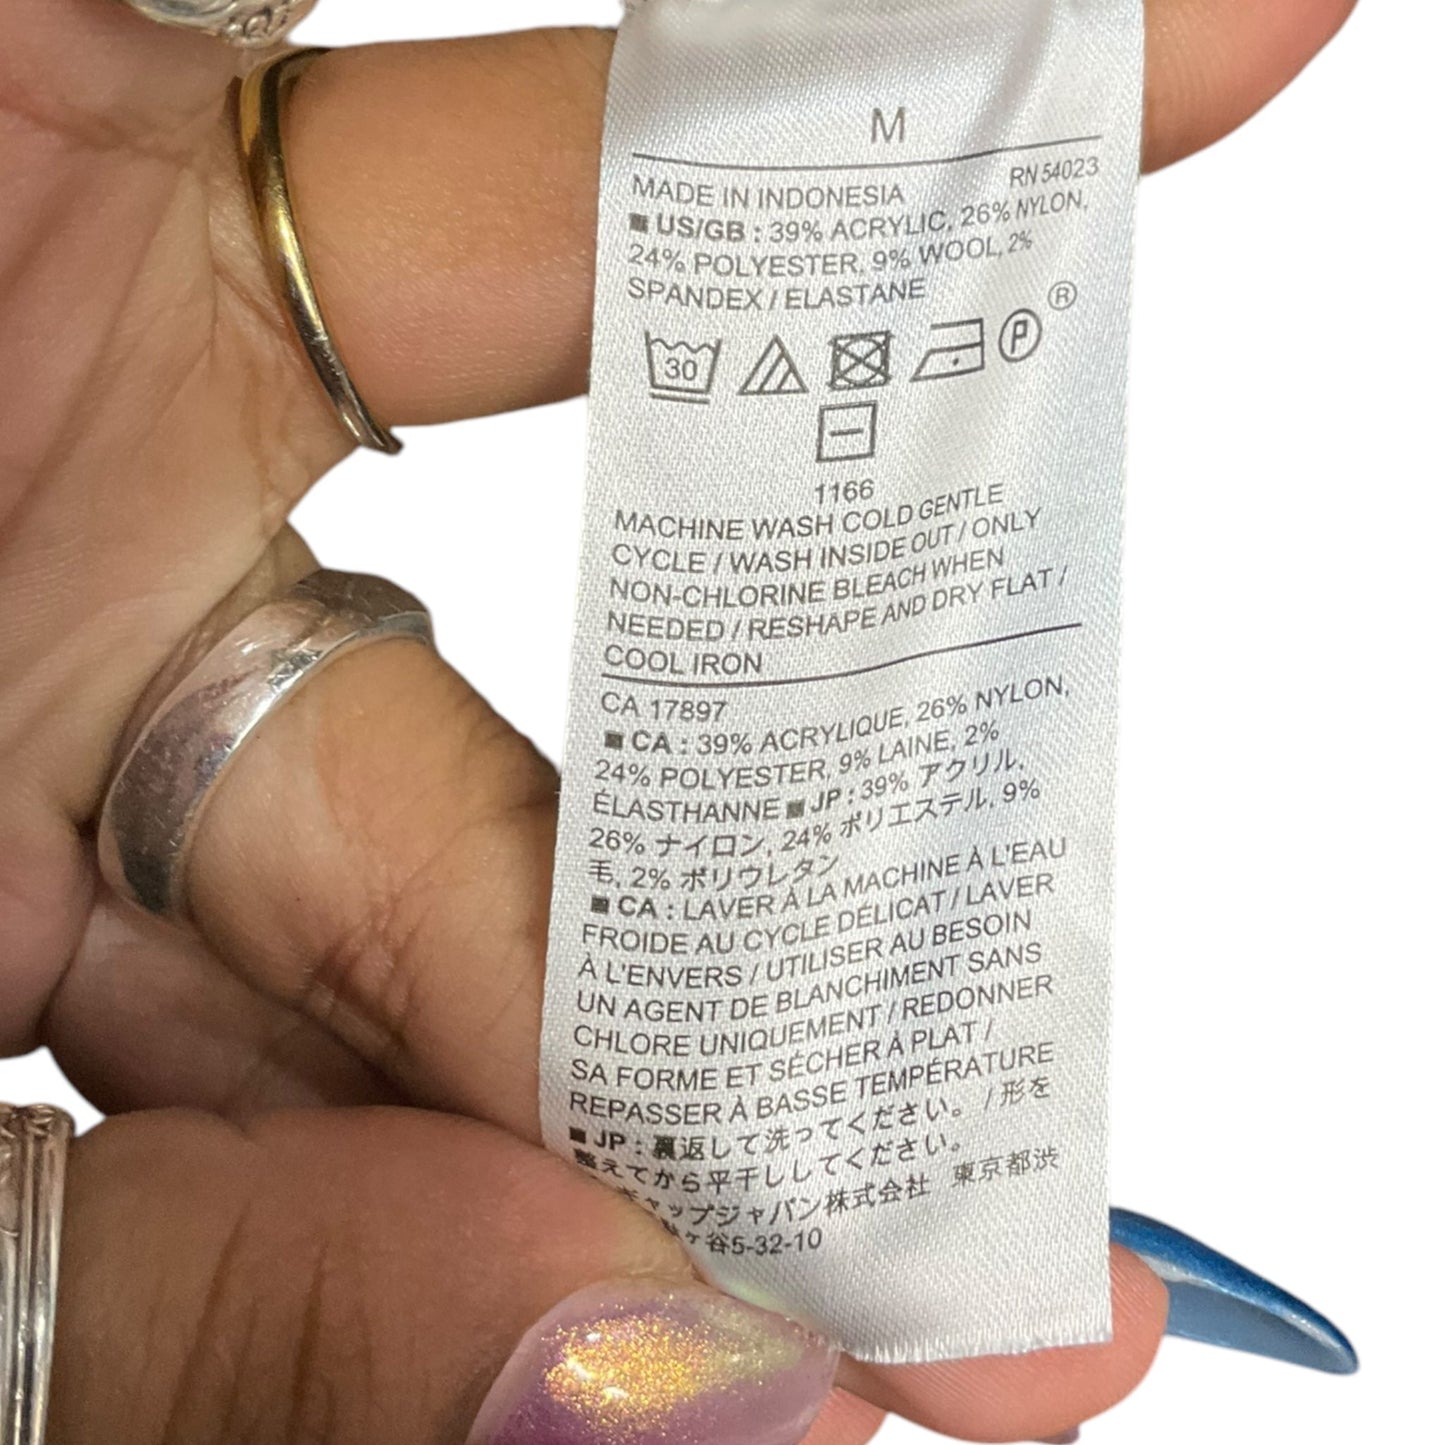 M
RN 54023
MADE IN INDONESIA
US/GB : 39% ACRYLIC, 26% NYLON,
24% POLYESTER, 9% WOOL, 2%
SPANDEX / ELASTANE
®
30
P
1166
MACHINE WASH COLD GENTLE
CYCLE / WASH INSIDE OUT / ONLY
NON-CHLORINE BLEACH WHEN
NEEDED / RESHAPE AND DRY FLAT /
COOL IRON
CA 17897
CA : 39% ACRYLIQUE, 26% NYLON,
24% POLYESTER, 9% LAINE, 2%
ÉLASTHANNE ■ JP : 39% アクリル,
26% ナイロン, 24% ポリエステル, 9%
毛, 2% ポリウレタン
■ CA : LAVER À LA MACHINE À L'EAU
FROIDE AU CYCLE DÉLICAT / LAVER
À L'ENVERS / UTILISER AU BESOIN
UN AGENT DE BLANCHIMENT SANS
CHLORE UNIQUEMENT / REDONNER
SA FORME ET SÉCHER À PLAT /
REPASSER À BASSE TEMPÉRATURE
■ JP : 裏返して洗ってください。 / 形を
整えてから平干ししてください。
ギャップジャパン株式会社 東京都渋
ヶ谷5-32-10